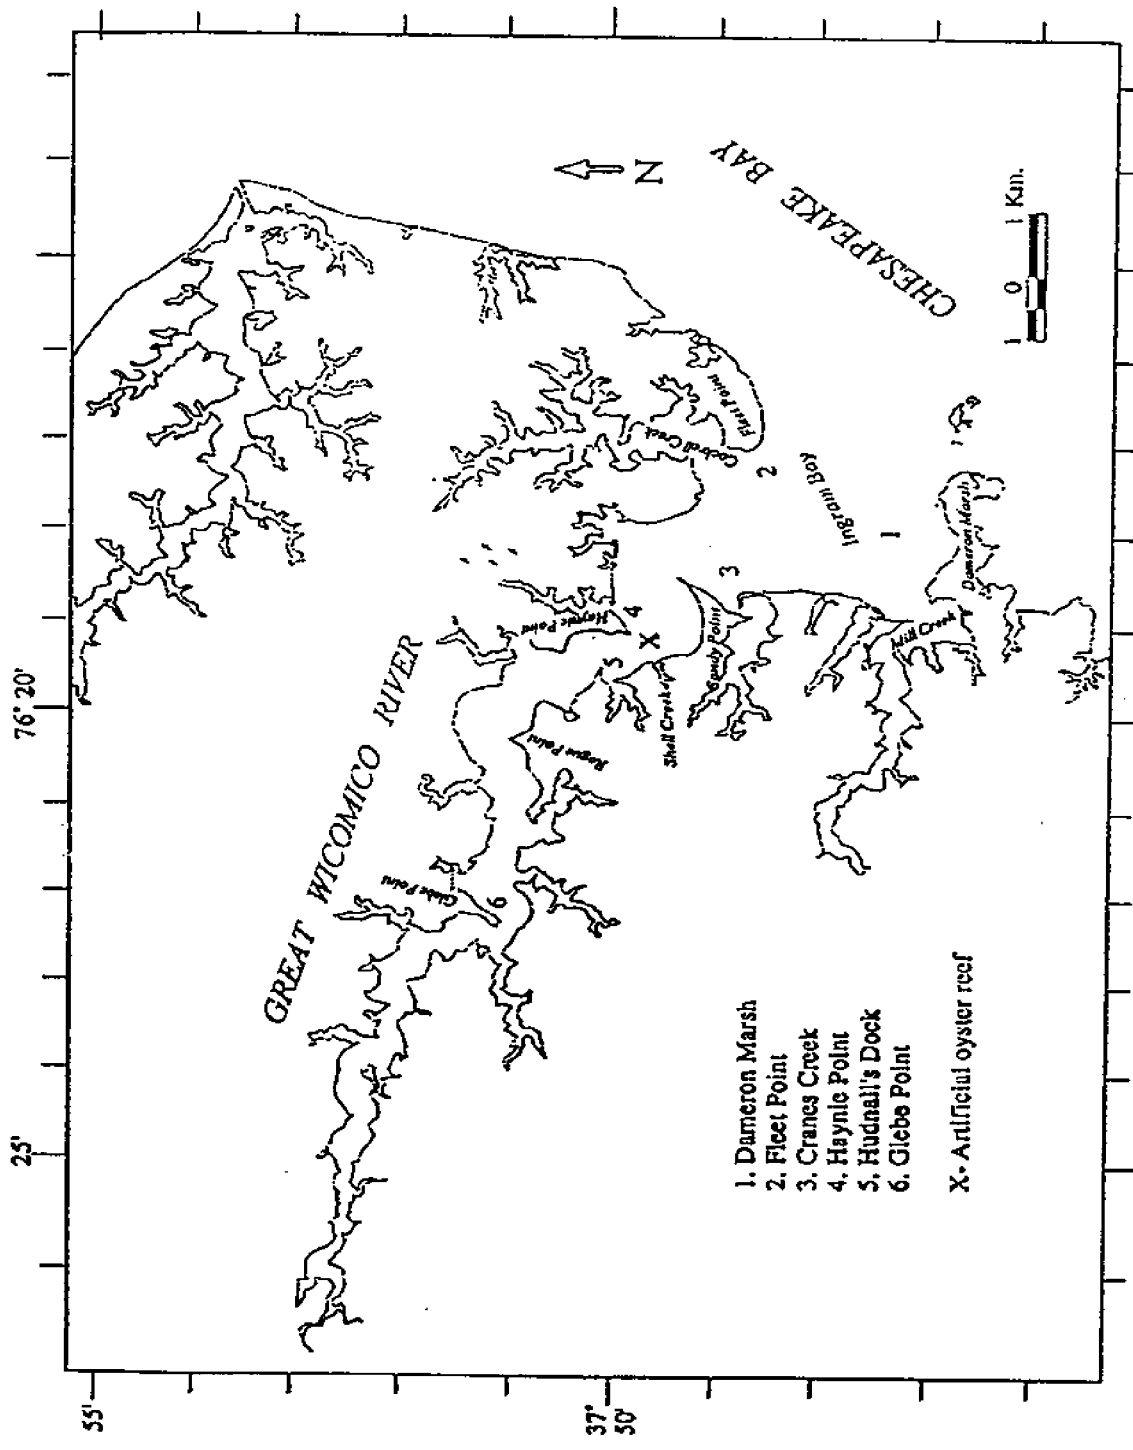 76° 20'
25'
55'
37°
50'
GREAT WICOMICO RIVER
CHESAPEAKE BAY
N
1 0 1 Km.
Glebe Point
Rogue Point
Haynie Point
Cockrell Creek
Fleet Point
Ingram Bay
Shell Creek
Sandy Point
Mill Creek
Dameron Marsh
1
2
3
4
5
6
X
1. Dameron Marsh
2. Fleet Point
3. Cranes Creek
4. Haynie Point
5. Hudnall's Dock
6. Glebe Point
X- Artificial oyster reef